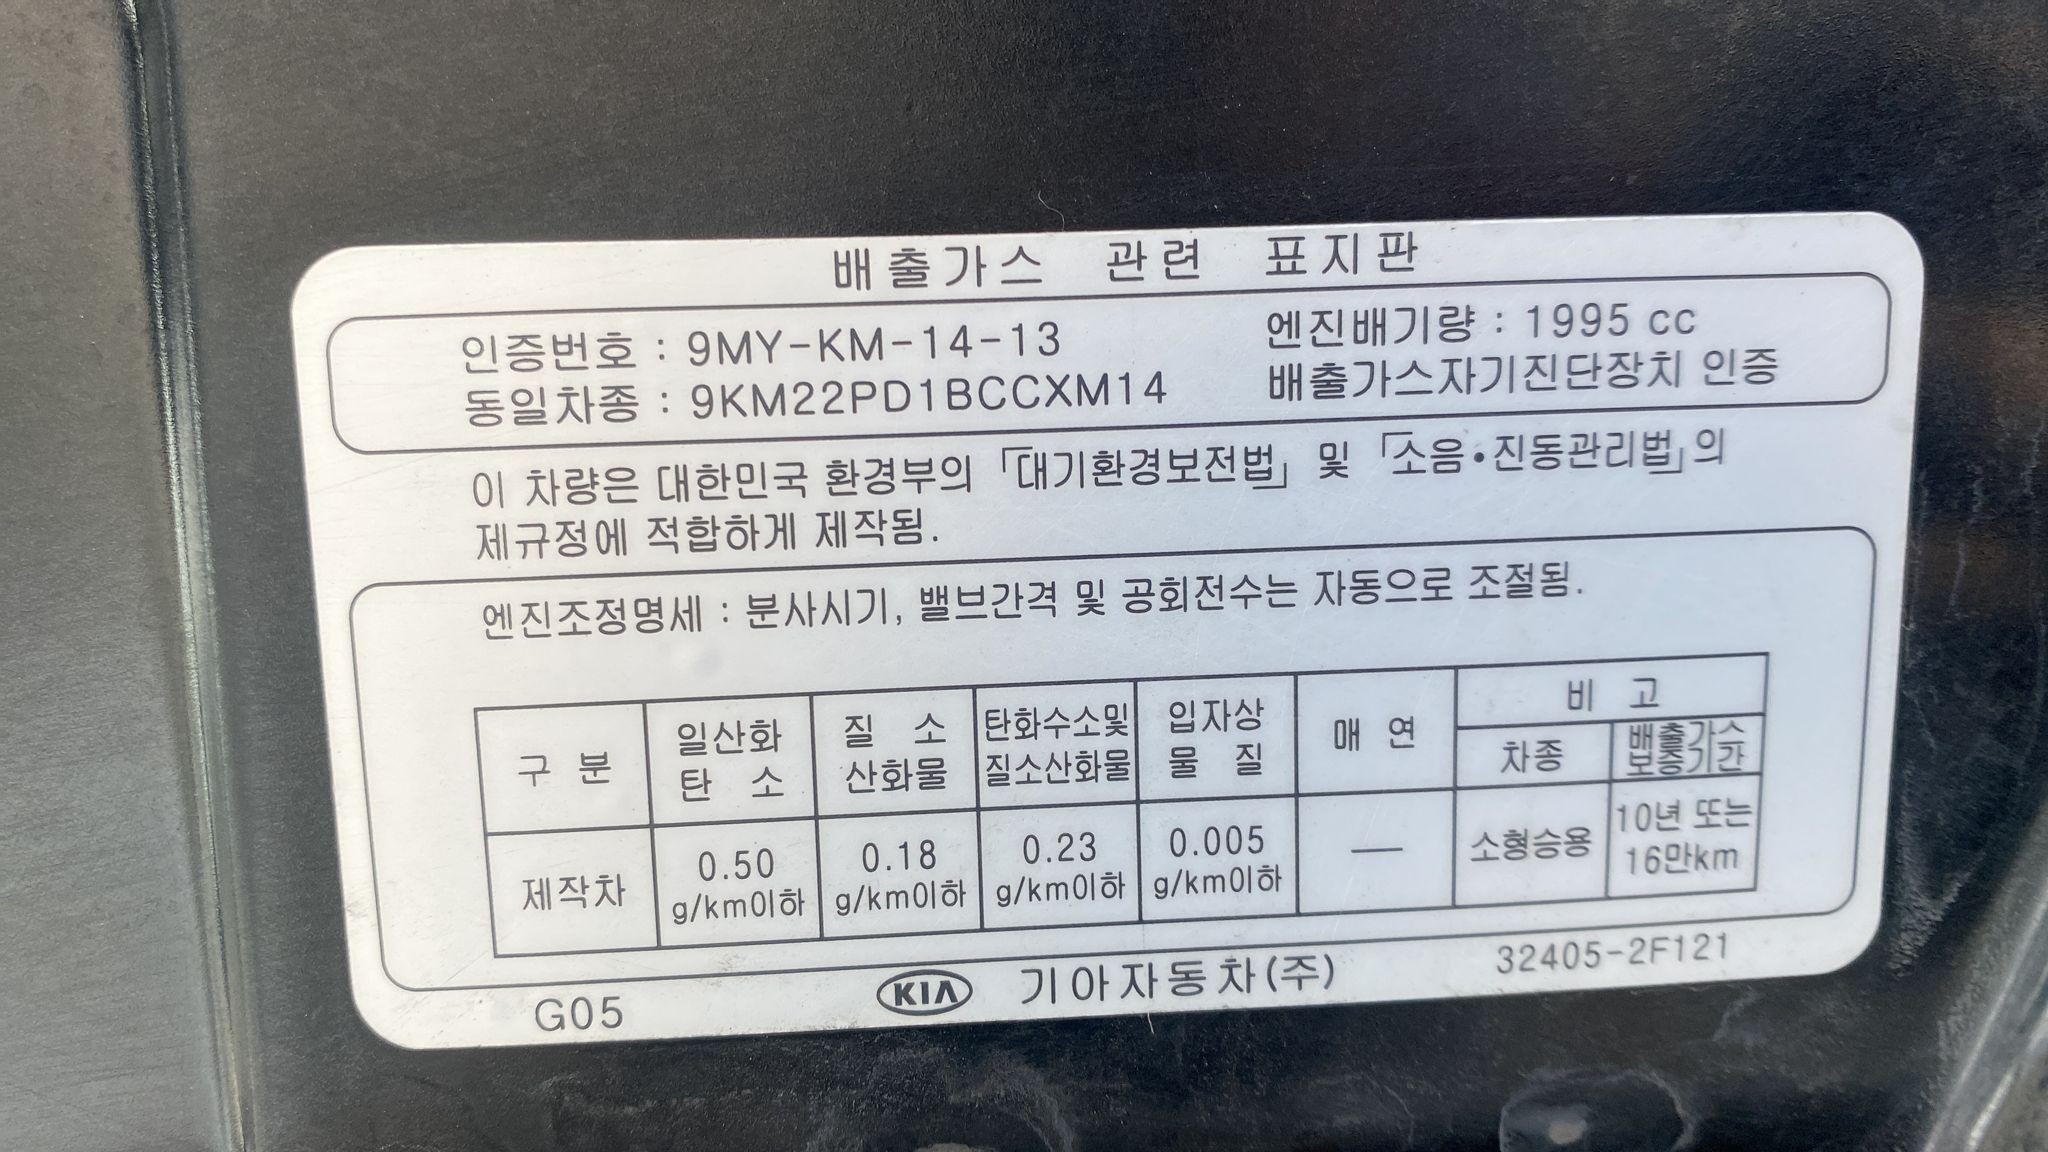 배출가스 관련 표지판
인증번호 : 9MY-KM-14-13 엔진배기량 : 1995 cc
동일차종 : 9KM22PD1BCCXM14 배출가스자기진단장치 인증
이 차량은 대한민국 환경부의 「대기환경보전법」 및 「소음•진동관리법」의
제규정에 적합하게 제작됨.
엔진조정명세 : 분사시기, 밸브간격 및 공회전수는 자동으로 조절됨.
구 분 일산화 질 소 탄화수소및 입자상 매 연 비 고
탄 소 산화물 질소산화물 물 질 차종 배출가스
보증기간
제작차 0.50 0.18 0.23 0.005 — 소형승용 10년 또는
g/km이하 g/km이하 g/km이하 g/km이하 16만km
G05 KIA 기아자동차(주) 32405-2F121